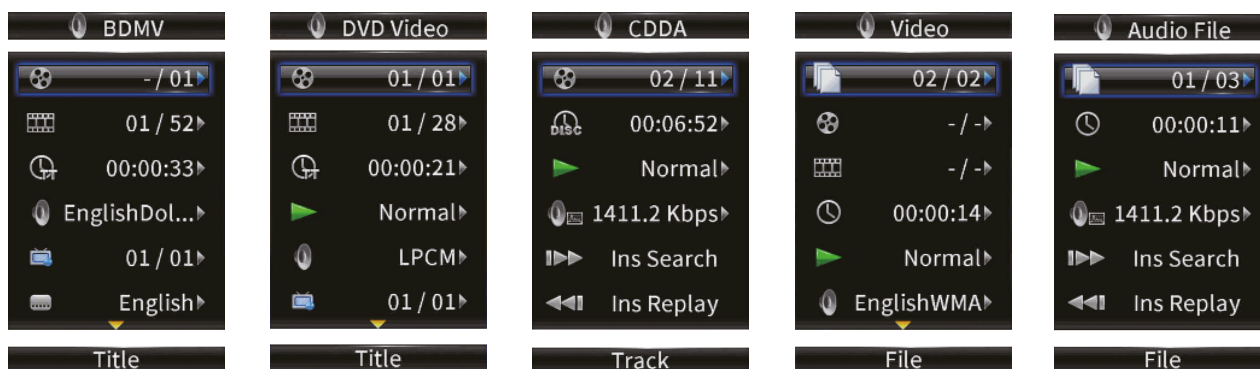 BDMV
- / 01
01 / 52
00:00:33
EnglishDol...
01 / 01
English
Title
DVD Video
01 / 01
01 / 28
00:00:21
Normal
LPCM
01 / 01
Title
CDDA
02 / 11
DISC
00:06:52
Normal
1411.2 Kbps
Ins Search
Ins Replay
Track
Video
02 / 02
- / -
- / -
00:00:14
Normal
EnglishWMA
File
Audio File
01 / 03
00:00:11
Normal
1411.2 Kbps
Ins Search
Ins Replay
File